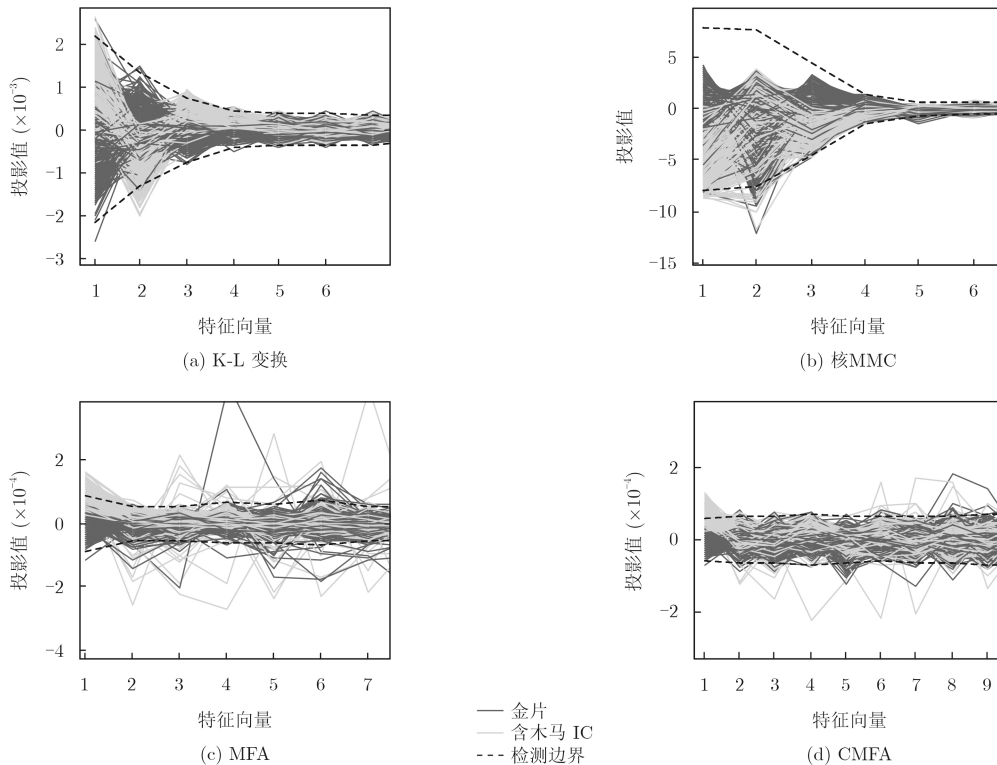 2
1
0
−1
−2
−3
投影值 (×10⁻³)
1 2 3 4 5 6
特征向量
(a) K-L 变换
5
0
−5
−10
−15
投影值
1 2 3 4 5 6
特征向量
(b) 核MMC
2
0
−2
−4
投影值 (×10⁻⁴)
1 2 3 4 5 6 7
特征向量
(c) MFA
金片
含木马 IC
检测边界
2
0
−2
投影值 (×10⁻⁴)
1 2 3 4 5 6 7 8 9
特征向量
(d) CMFA